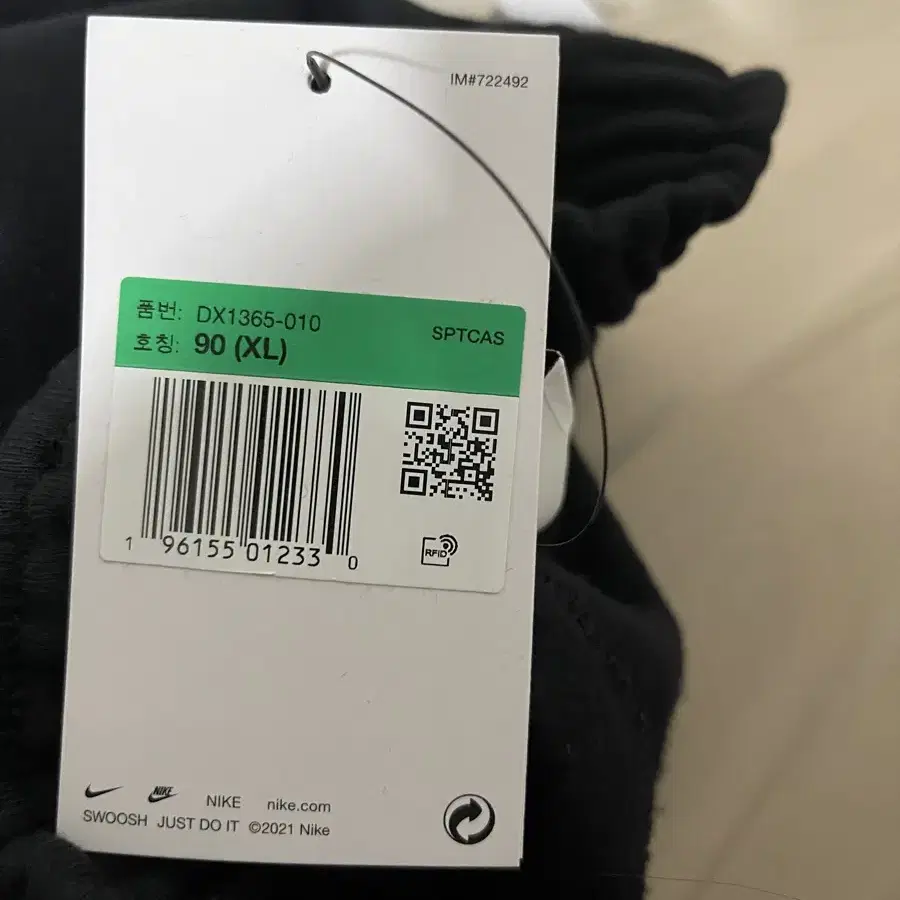 IM#722492
품번: DX1365-010
호칭: 90 (XL)
SPTCAS
1 96155 01233 0
RFID
NIKE
NIKE nike.com
SWOOSH JUST DO IT ©2021 Nike